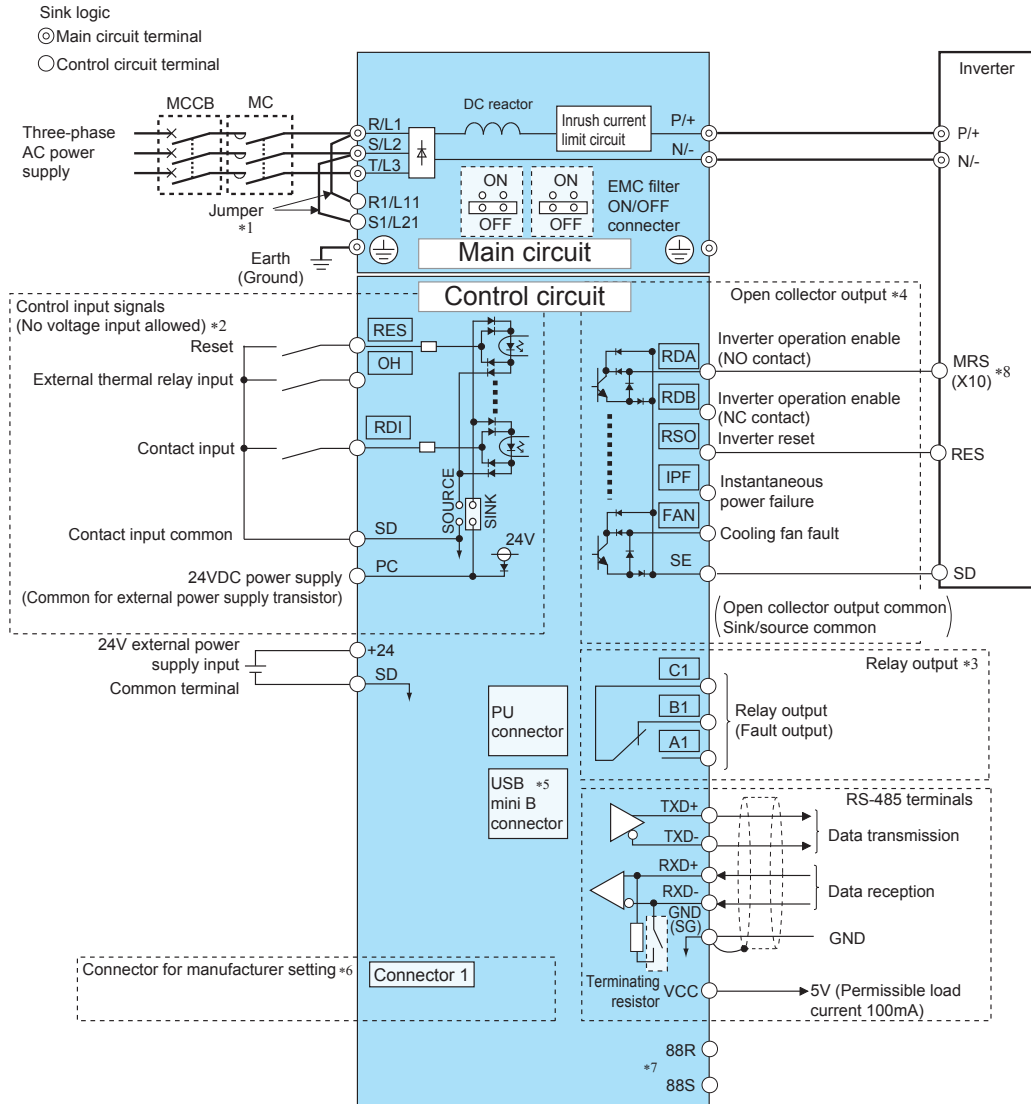 Sink logic
Main circuit terminal
Control circuit terminal
MCCB
MC
Three-phase
AC power
supply
Jumper
*1
Earth
(Ground)
R/L1
S/L2
T/L3
R1/L11
S1/L21
DC reactor
Inrush current
limit circuit
P/+
N/-
ON
OFF
ON
OFF
EMC filter
ON/OFF
connecter
Main circuit
Inverter
P/+
N/-
Control circuit
Control input signals
(No voltage input allowed) *2
Reset
External thermal relay input
Contact input
Contact input common
24VDC power supply
(Common for external power supply transistor)
RES
OH
RDI
SD
PC
SOURCE
SINK
24V
24V external power
supply input
Common terminal
+24
SD
Open collector output *4
RDA
RDB
RSO
IPF
FAN
SE
Inverter operation enable
(NO contact)
Inverter operation enable
(NC contact)
Inverter reset
Instantaneous
power failure
Cooling fan fault
Open collector output common
Sink/source common
MRS
(X10) *8
RES
SD
PU
connector
USB *5
mini B
connector
Relay output *3
C1
B1
A1
Relay output
(Fault output)
RS-485 terminals
TXD+
TXD-
RXD+
RXD-
GND
(SG)
Data transmission
Data reception
GND
Terminating
resistor
VCC
5V (Permissible load
current 100mA)
Connector for manufacturer setting *6
Connector 1
88R
*7
88S